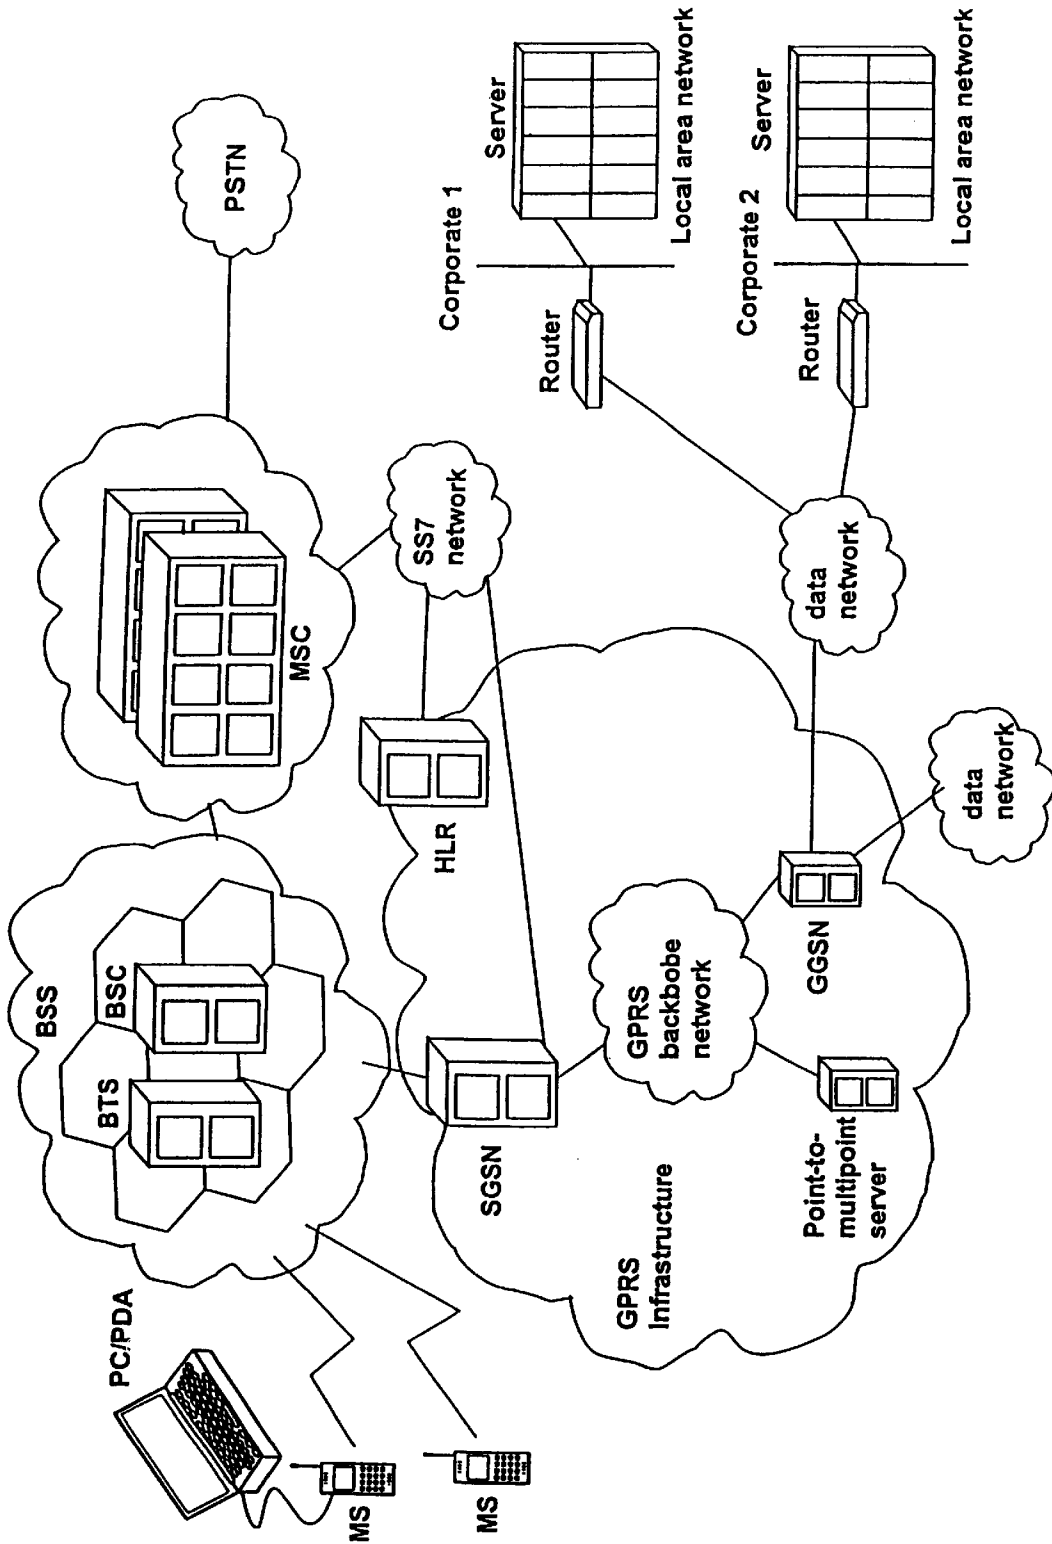 PC/PDA
MS
MS
BSS
BTS
BSC
MSC
PSTN
SGSN
HLR
SS7
network
GPRS
Infrastructure
GPRS
backbobe
network
Point-to-
multipoint
server
GGSN
data
network
data
network
Corporate 1
Router
Server
Local area network
Corporate 2
Router
Server
Local area network